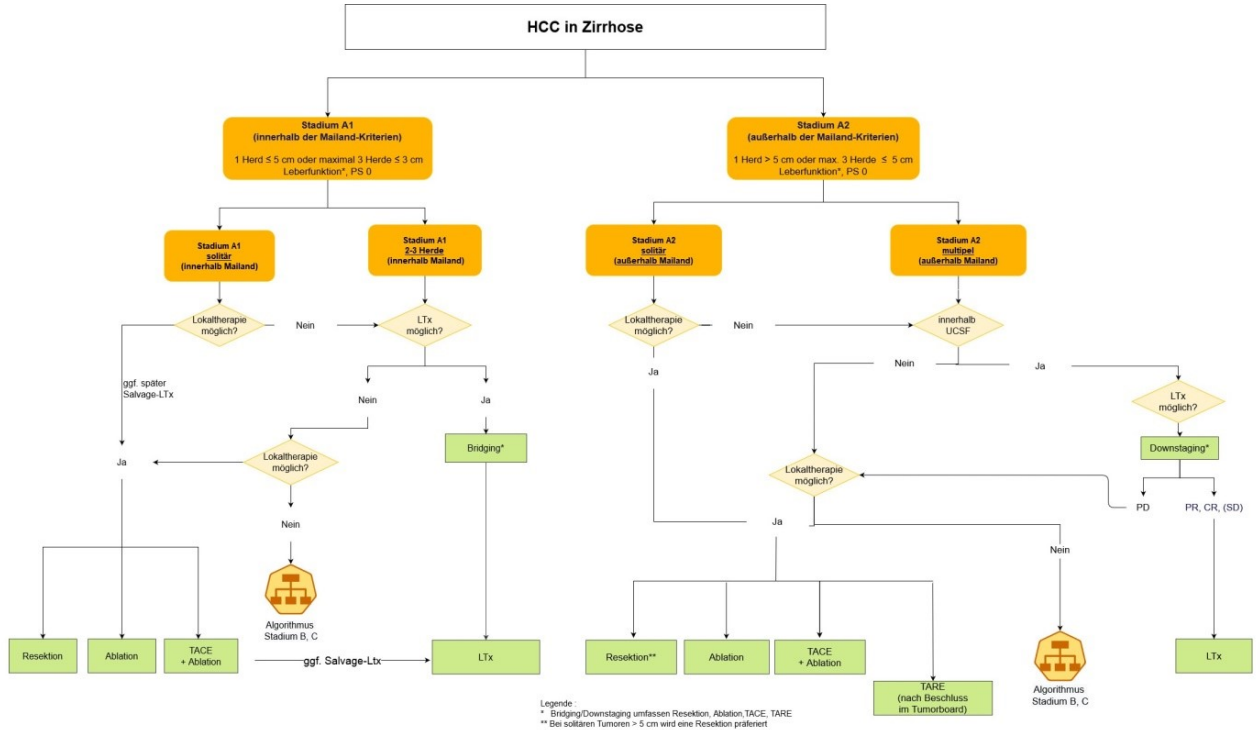 HCC in Zirrhose
Stadium A1
(innerhalb der Mailand-Kriterien)
1 Herd ≤ 5 cm oder maximal 3 Herde ≤ 3 cm
Leberfunktion*, PS 0
Stadium A2
(außerhalb der Mailand-Kriterien)
1 Herd > 5 cm oder max. 3 Herde ≤ 5 cm
Leberfunktion*, PS 0
Stadium A1
solitär
(innerhalb Mailand)
Stadium A1
2-3 Herde
(innerhalb Mailand)
Stadium A2
solitär
(außerhalb Mailand)
Stadium A2
multipel
(außerhalb Mailand)
Lokaltherapie
möglich?
Nein
LTx
möglich?
Lokaltherapie
möglich?
Nein
innerhalb
UCSF
ggf. später
Salvage-LTx
Nein
Ja
Ja
Nein
Ja
LTx
möglich?
Bridging*
Downstaging*
Ja
Lokaltherapie
möglich?
Lokaltherapie
möglich?
PD
PR, CR, (SD)
Nein
Ja
Nein
Algorithmus
Stadium B, C
Resektion
Ablation
TACE
+ Ablation
ggf. Salvage-Ltx
LTx
Resektion**
Ablation
TACE
+ Ablation
TARE
(nach Beschluss
im Tumorboard)
Algorithmus
Stadium B, C
LTx
Legende :
* Bridging/Downstaging umfassen Resektion, Ablation,TACE, TARE
** Bei solitären Tumoren > 5 cm wird eine Resektion präferiert